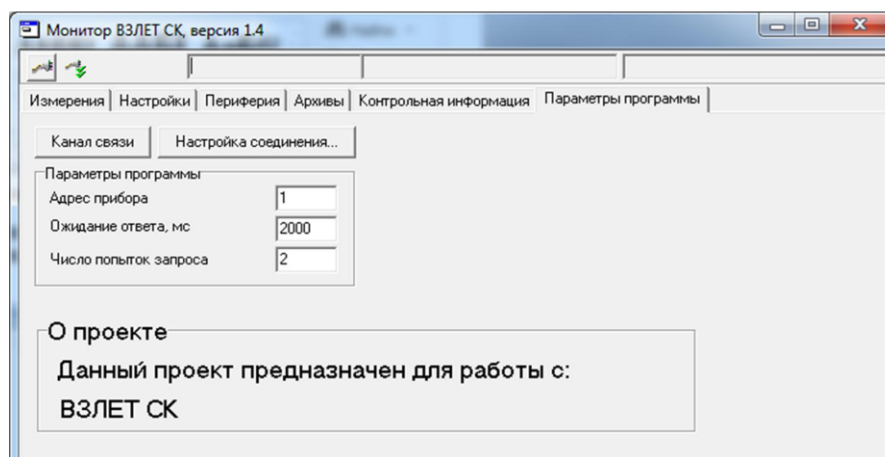 Монитор ВЗЛЕТ СК, версия 1.4
Измерения Настройки Периферия Архивы Контрольная информация Параметры программы
Канал связи Настройка соединения...
Параметры программы
Адрес прибора 1
Ожидание ответа, мс 2000
Число попыток запроса 2
О проекте
Данный проект предназначен для работы с:
ВЗЛЕТ СК